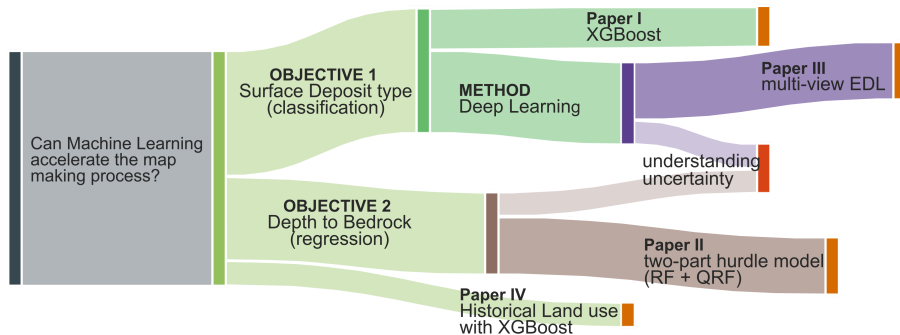 Can Machine Learning
accelerate the map
making process?
OBJECTIVE 1
Surface Deposit type
(classification)
Paper I
XGBoost
METHOD
Deep Learning
Paper III
multi-view EDL
understanding
uncertainty
OBJECTIVE 2
Depth to Bedrock
(regression)
Paper II
two-part hurdle model
(RF + QRF)
Paper IV
Historical Land use
with XGBoost